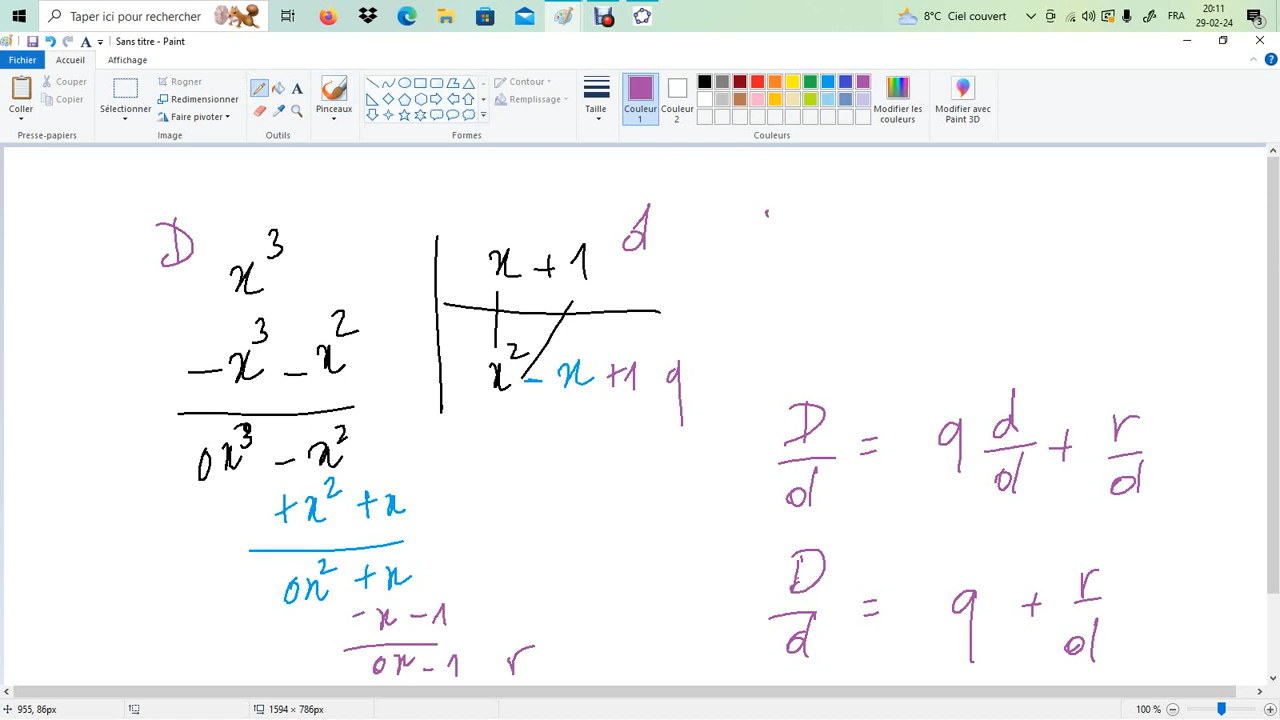 Taper ici pour rechercher
8°C Ciel couvert
FRA
20:11
29-02-24
3
Sans titre - Paint
Fichier
Accueil
Affichage
Coller
Couper
Copier
Presse-papiers
Sélectionner
Rogner
Redimensionner
Faire pivoter
Image
A
Outils
Pinceaux
Contour
Remplissage
Formes
Taille
Couleur 1
Couleur 2
Modifier les couleurs
Couleurs
Modifier avec Paint 3D
D
x³
x + 1
d
-x³ - x²
x² - x + 1 q
0x³ - x²
+x² + x
0x² + x
-x - 1
0x - 1 r
D/d = q d/d + r/d
D/d = q + r/d
955, 86px
1594 × 786px
100 %